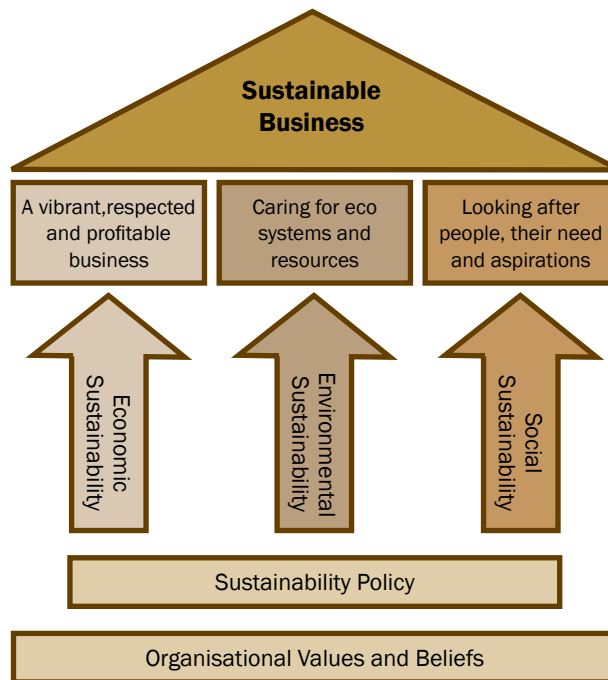 Sustainable
Business
A vibrant,respected
and profitable
business
Caring for eco
systems and
resources
Looking after
people, their need
and aspirations
Economic
Sustainability
Environmental
Sustainability
Social
Sustainability
Sustainability Policy
Organisational Values and Beliefs